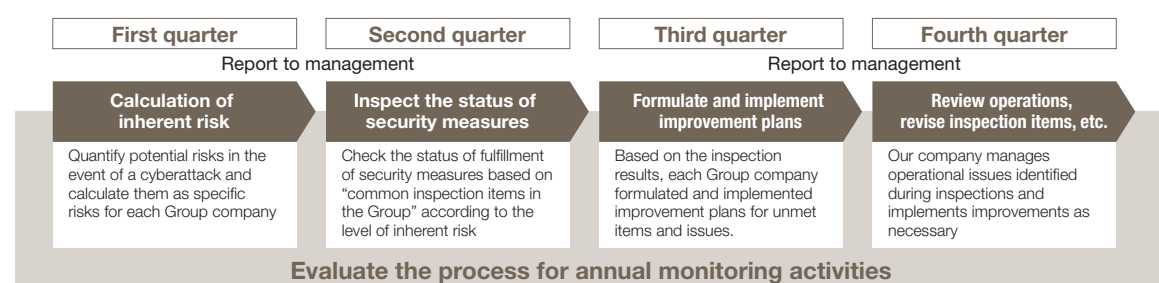 First quarter
Second quarter
Third quarter
Fourth quarter
Report to management
Report to management
Calculation of
inherent risk
Quantify potential risks in the
event of a cyberattack and
calculate them as specific
risks for each Group company
Inspect the status of
security measures
Check the status of fulfillment
of security measures based on
“common inspection items in
the Group” according to the
level of inherent risk
Formulate and implement
improvement plans
Based on the inspection
results, each Group company
formulated and implemented
improvement plans for unmet
items and issues.
Review operations,
revise inspection items, etc.
Our company manages
operational issues identified
during inspections and
implements improvements as
necessary
Evaluate the process for annual monitoring activities